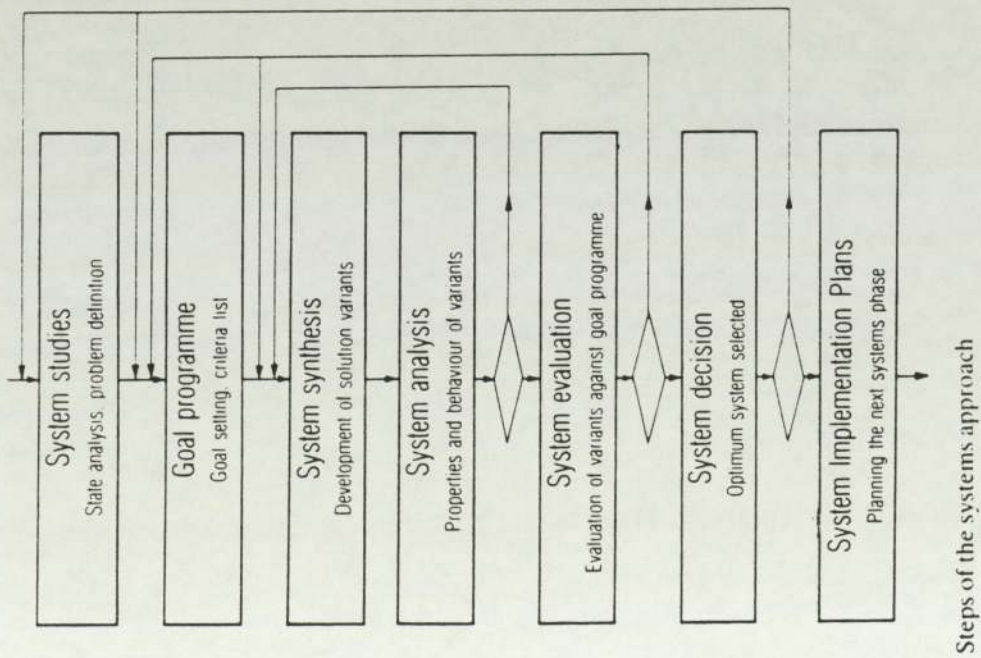 System studies
State analysis, problem definition
Goal programme
Goal setting, criteria list
System synthesis
Development of solution variants
System analysis
Properties and behaviour of variants
System evaluation
Evaluation of variants against goal programme
System decision
Optimum system selected
System Implementation Plans
Planning the next systems phase
Steps of the systems approach